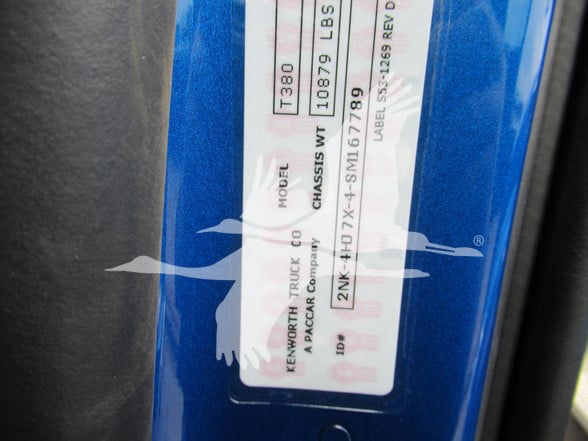 KENWORTH TRUCK CO MODEL T380
A PACCAR Company CHASSIS WT 10879 LBS
ID# 2NK-4HD7X-4-SM167789
LABEL S53-1269 REV D
®